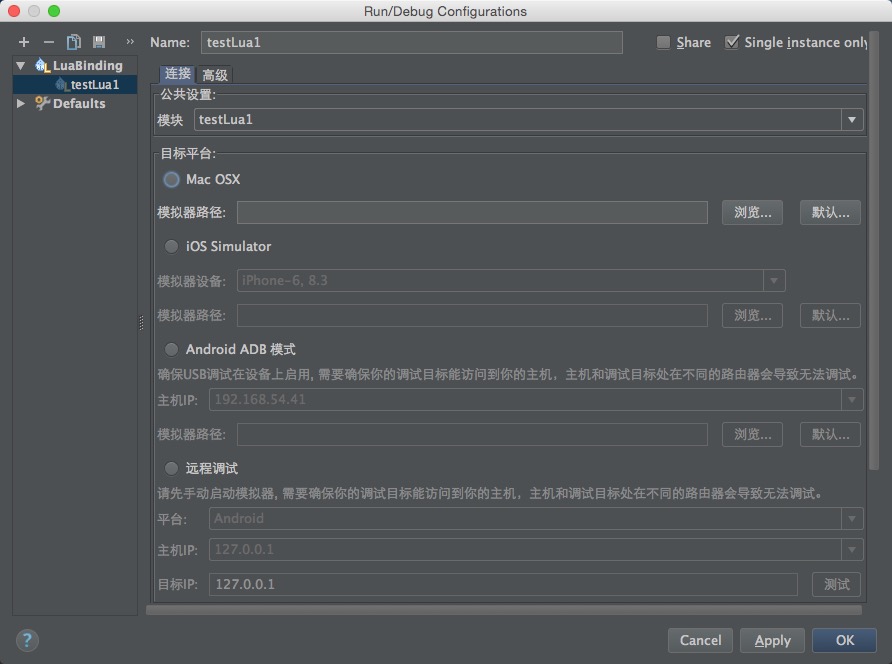 Run/Debug Configurations
Name: testLua1 Share Single instance only
LuaBinding
testLua1
Defaults
连接 高级
公共设置:
模块 testLua1
目标平台:
Mac OSX
模拟器路径: 浏览... 默认...
iOS Simulator
模拟器设备: iPhone-6, 8.3
模拟器路径: 浏览... 默认...
Android ADB 模式
确保USB调试在设备上启用, 需要确保你的调试目标能访问到你的主机，主机和调试目标处在不同的路由器会导致无法调试。
主机IP: 192.168.54.41
模拟器路径: 浏览... 默认...
远程调试
请先手动启动模拟器, 需要确保你的调试目标能访问到你的主机，主机和调试目标处在不同的路由器会导致无法调试。
平台: Android
主机IP: 127.0.0.1
目标IP: 127.0.0.1 测试
? Cancel Apply OK